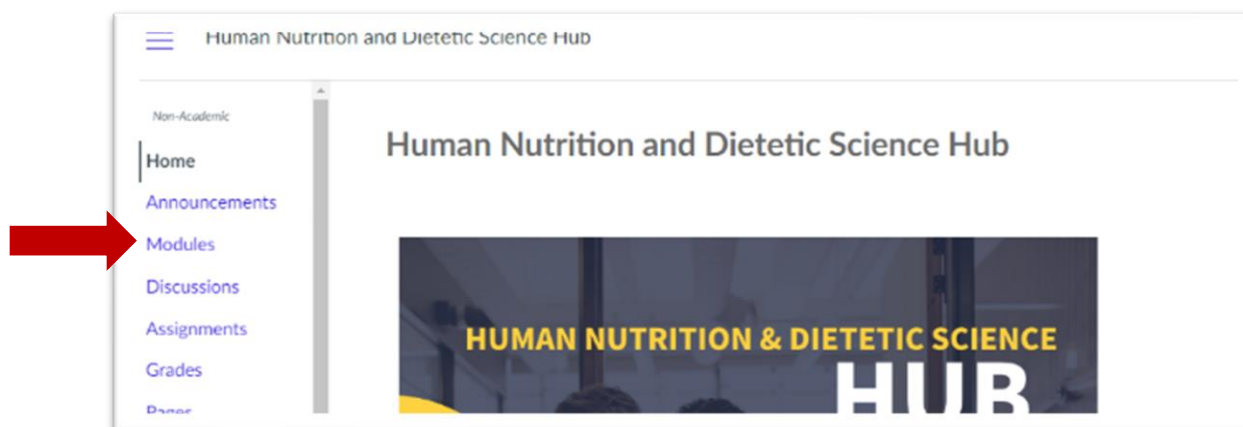 Human Nutrition and Dietetic Science Hub
Non-Academic
Home
Announcements
Modules
Discussions
Assignments
Grades
Pages
Human Nutrition and Dietetic Science Hub
HUMAN NUTRITION & DIETETIC SCIENCE
HUB